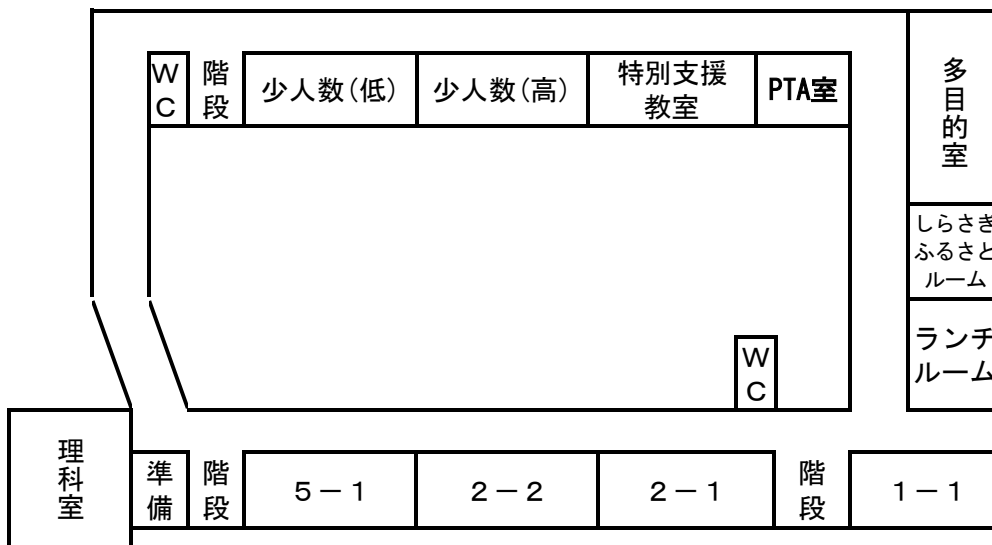 WC
階段
少人数(低)
少人数(高)
特別支援
教室
PTA室
多目的室
しらさぎ
ふるさと
ルーム
ランチ
ルーム
WC
理科室
準備
階段
5－1
2－2
2－1
階段
1－1